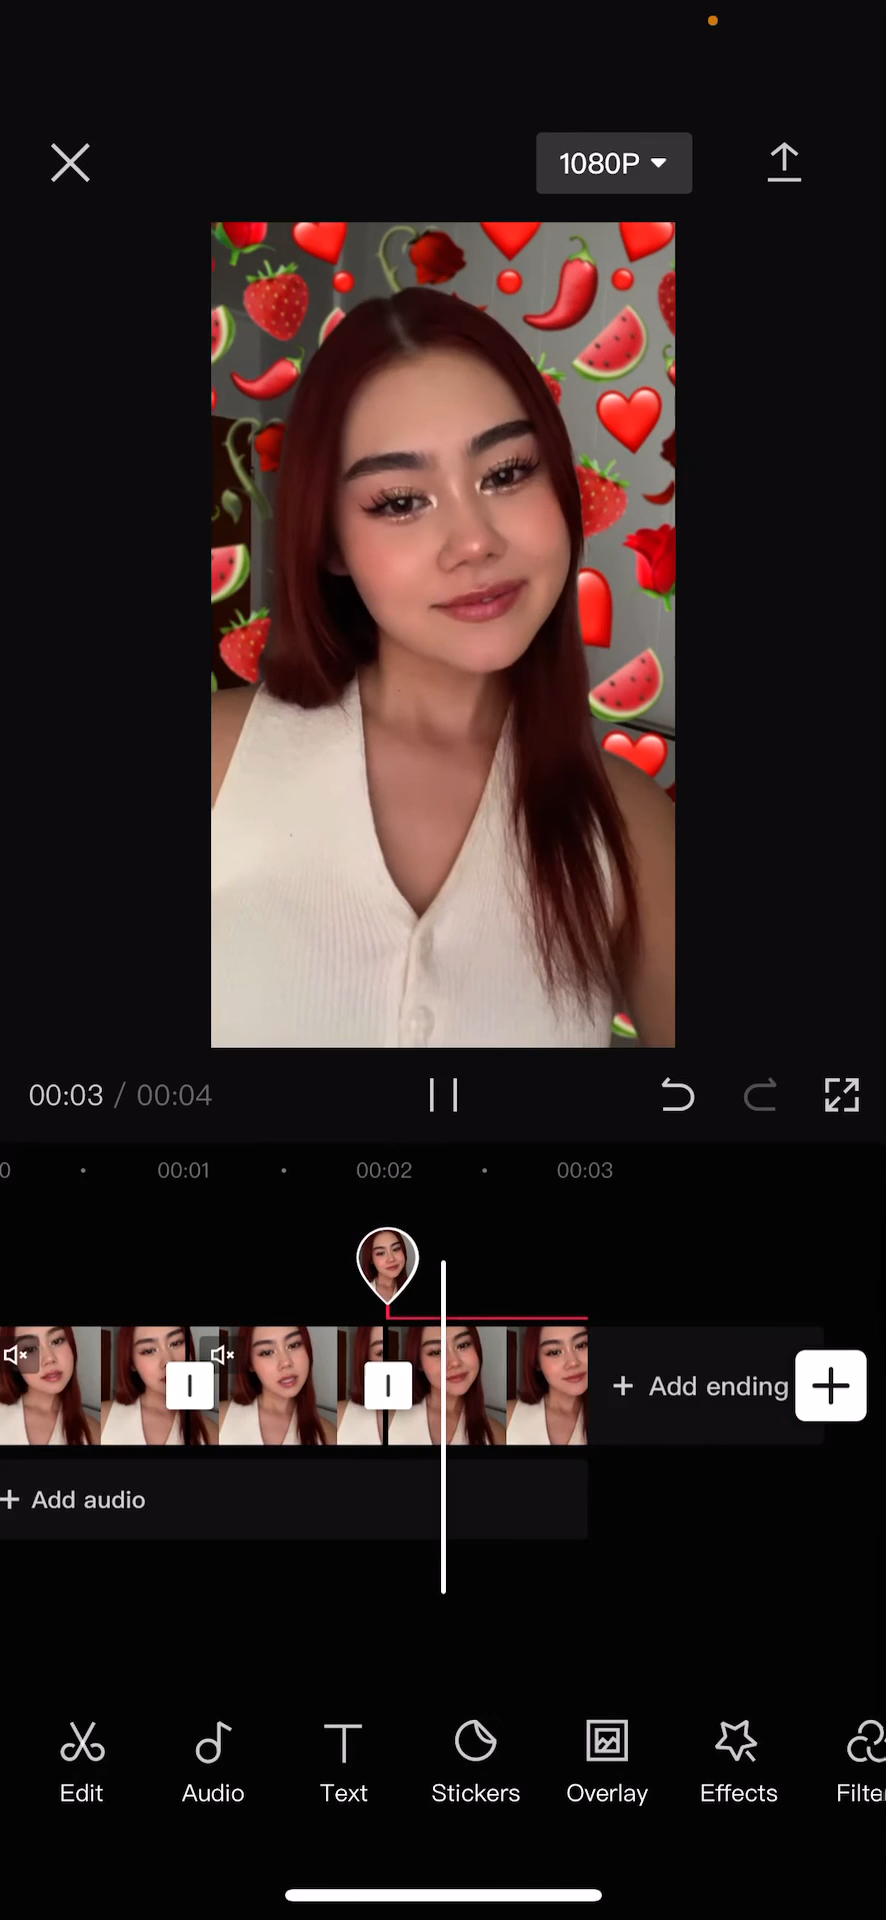 1080P
00:03 / 00:04
0 00:01 00:02 00:03
+ Add ending
+ Add audio
Edit Audio Text Stickers Overlay Effects Filter